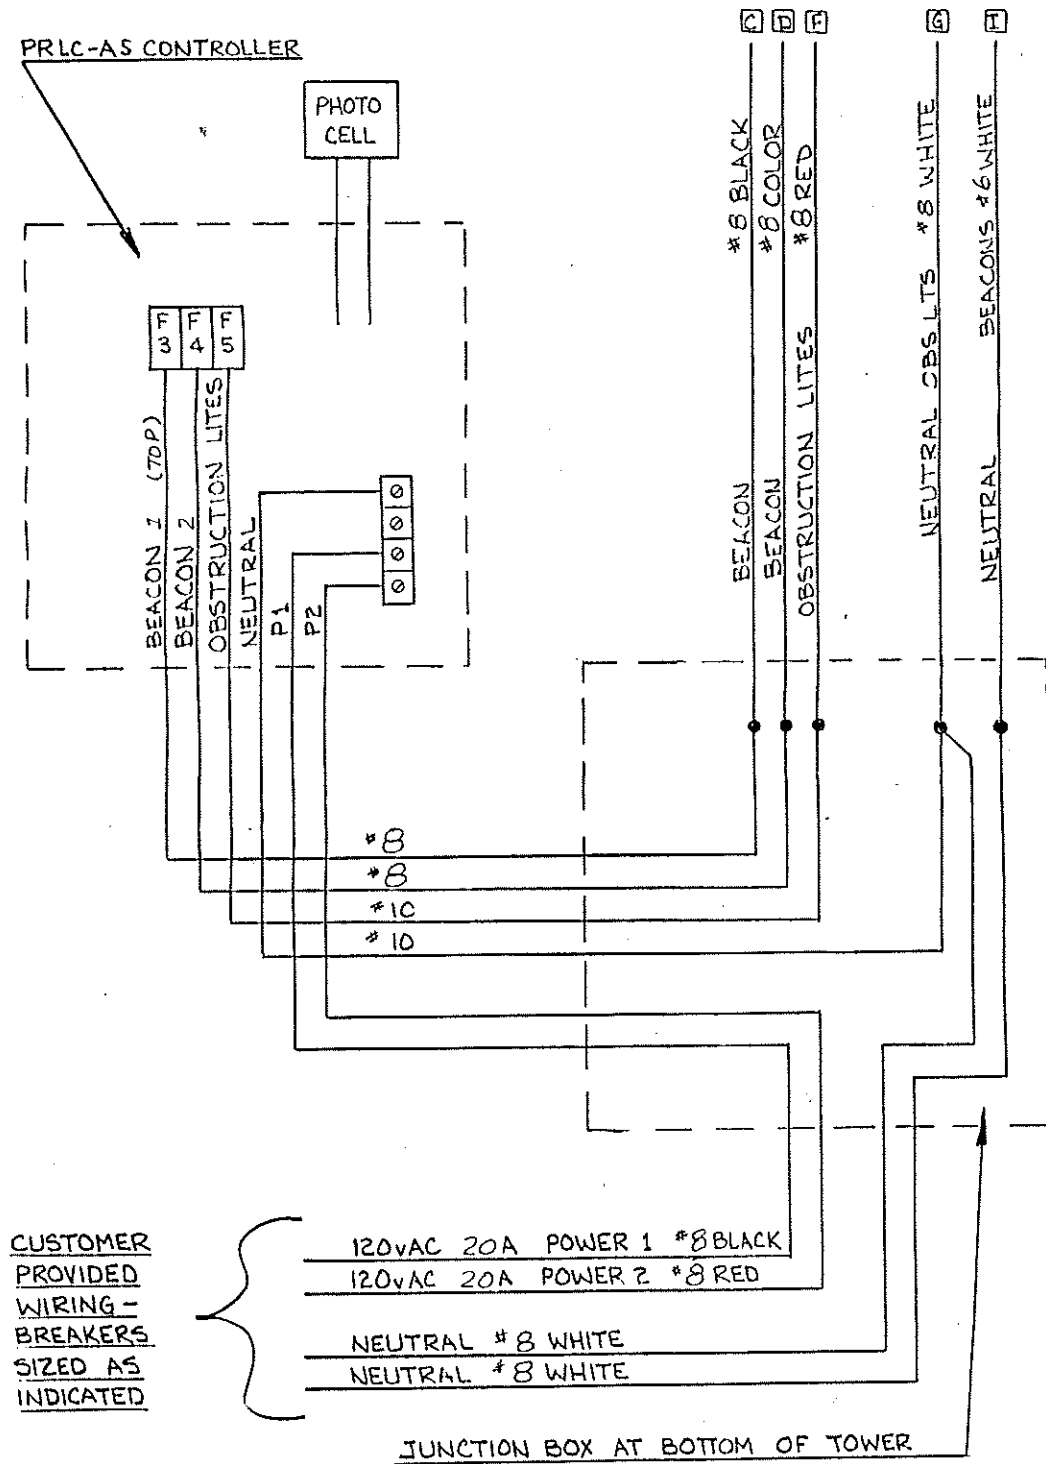 C D F G I
PRLC-AS CONTROLLER
PHOTO
CELL
#8 BLACK
#8 COLOR
#8 RED
#8 WHITE
#6 WHITE
F
3
F
4
F
5
BEACON 1 (TOP)
BEACON 2
OBSTRUCTION LITES
NEUTRAL
P1
P2
BEACON
BEACON
OBSTRUCTION LITES
NEUTRAL OBS LTS
NEUTRAL BEACONS
#8
#8
#10
#10
CUSTOMER
PROVIDED
WIRING -
BREAKERS
SIZED AS
INDICATED
120VAC 20A POWER 1 #8 BLACK
120VAC 20A POWER 2 #8 RED
NEUTRAL #8 WHITE
NEUTRAL #8 WHITE
JUNCTION BOX AT BOTTOM OF TOWER